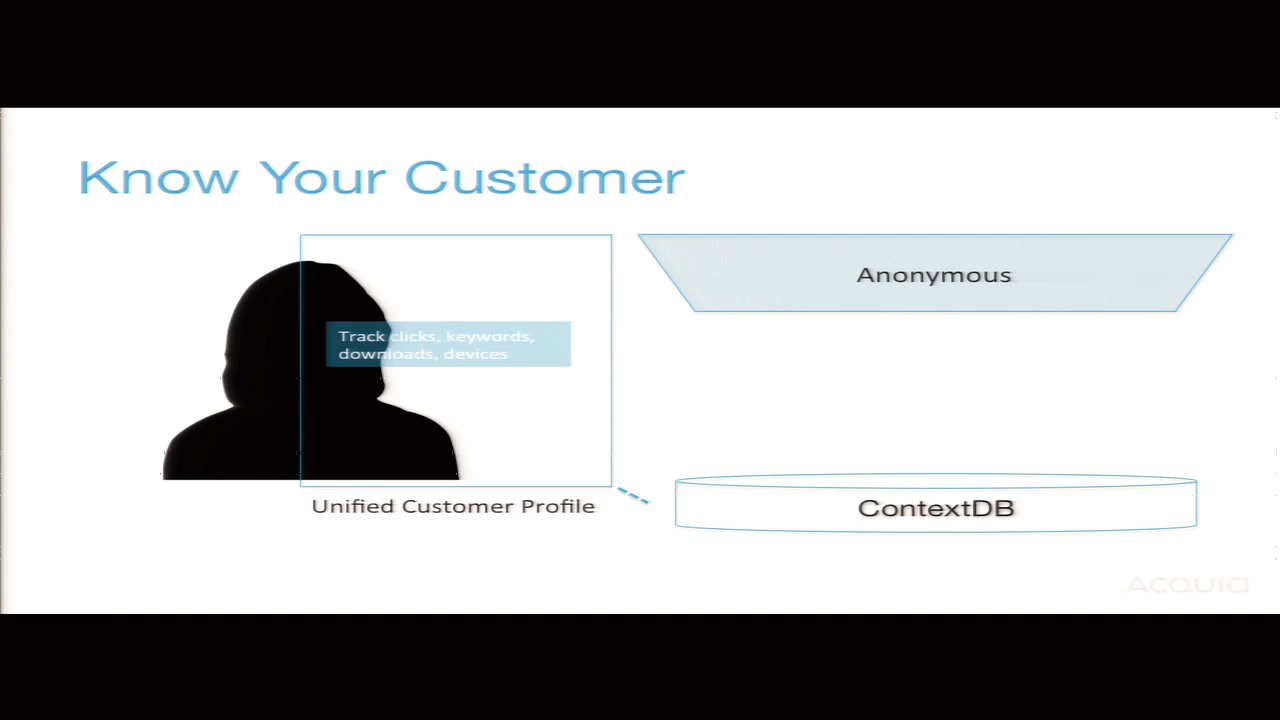 Know Your Customer
Anonymous
Track clicks, keywords,
downloads, devices
Unified Customer Profile
ContextDB
Acquia